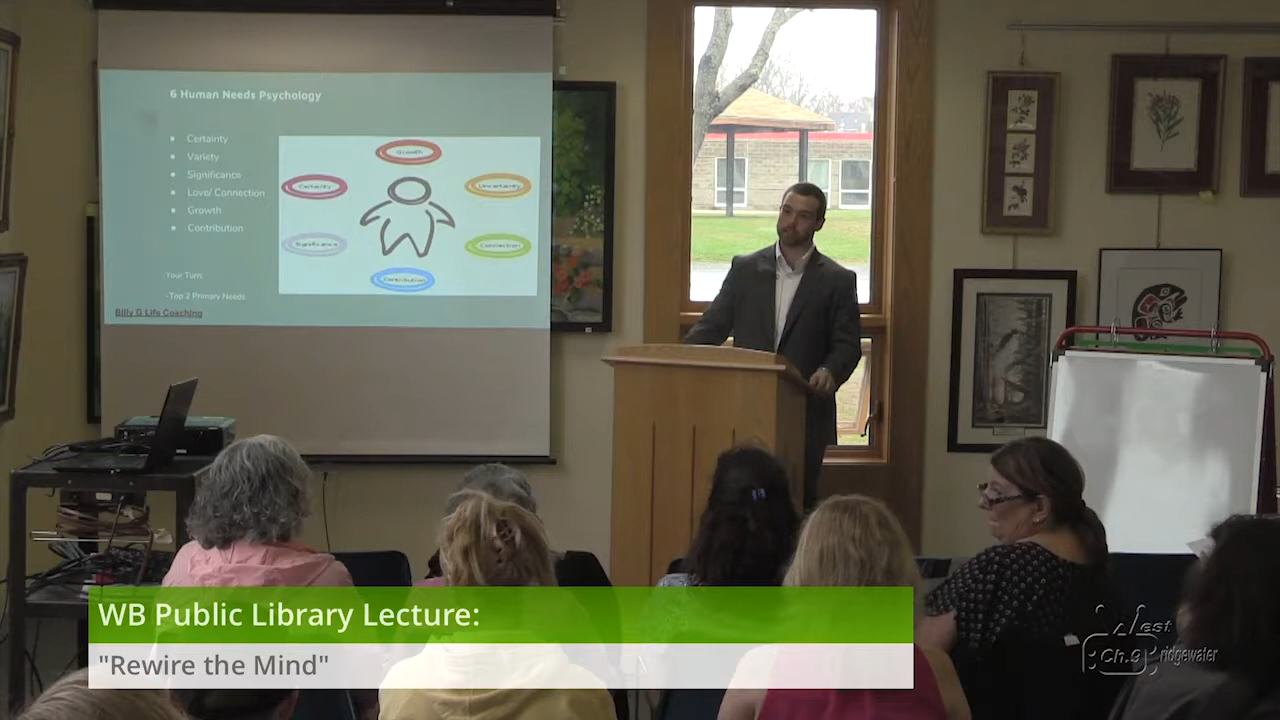 6 Human Needs Psychology
Certainty
Variety
Significance
Love/ Connection
Growth
Contribution
Your Turn:
-Top 2 Primary Needs
Billy G Life Coaching
Growth
Certainty
Uncertainty
Significance
Connection
Contribution
WB Public Library Lecture:
"Rewire the Mind"
West
Ch.9 Bridgewater